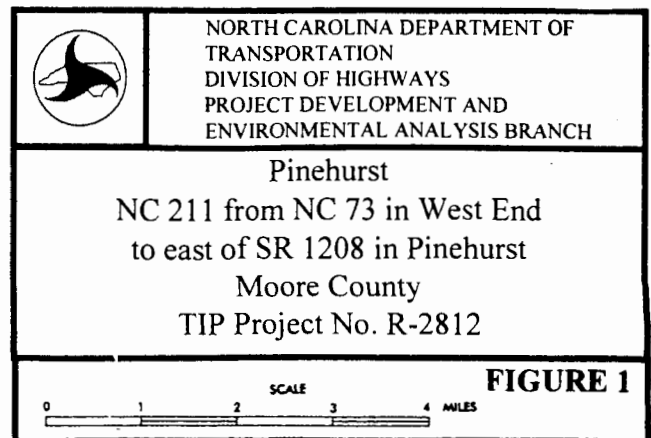 NORTH CAROLINA DEPARTMENT OF
TRANSPORTATION
DIVISION OF HIGHWAYS
PROJECT DEVELOPMENT AND
ENVIRONMENTAL ANALYSIS BRANCH
Pinehurst
NC 211 from NC 73 in West End
to east of SR 1208 in Pinehurst
Moore County
TIP Project No. R-2812
FIGURE 1
SCALE
0 1 2 3 4 MILES